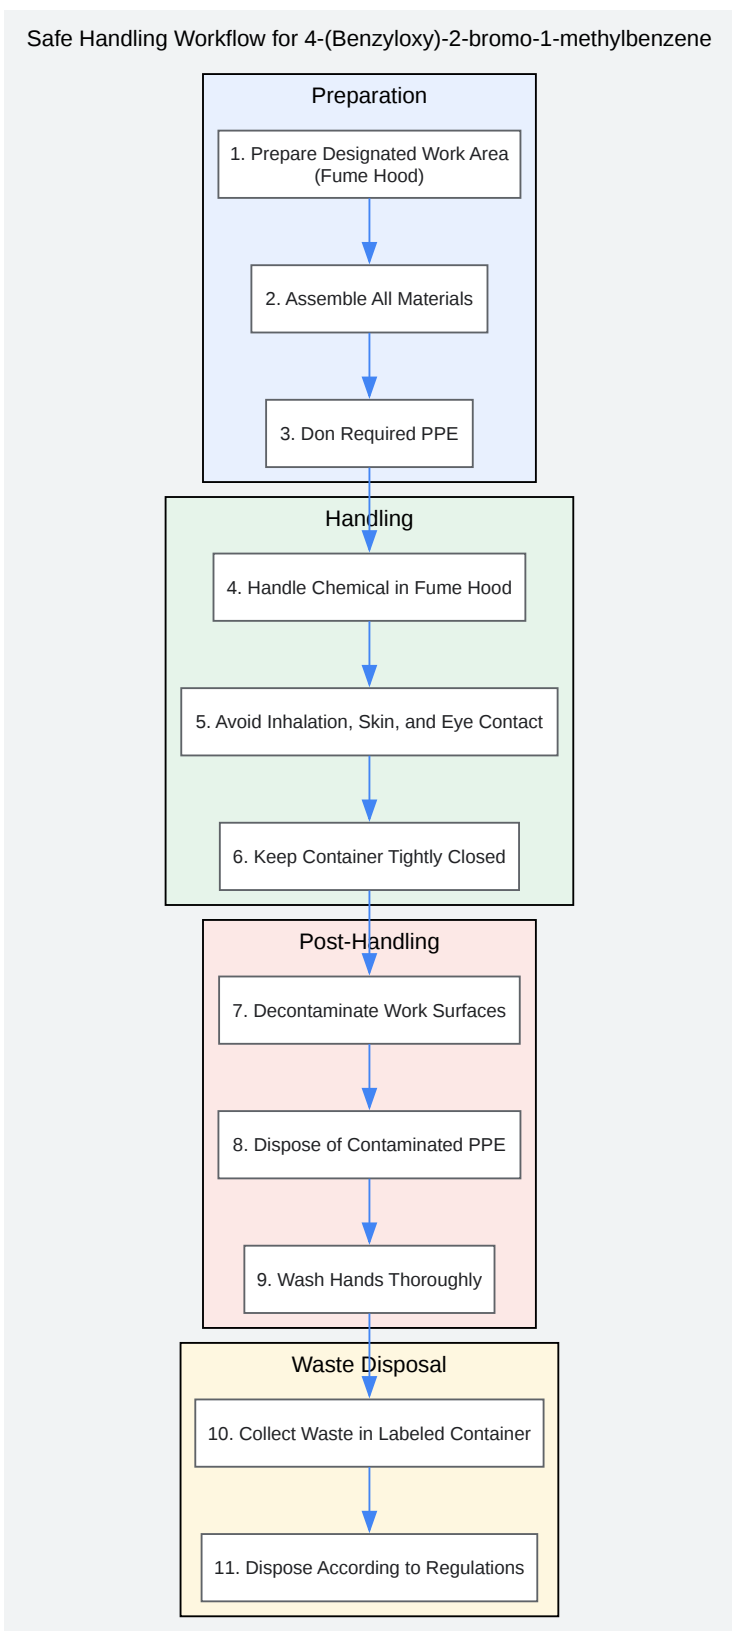 Safe Handling Workflow for 4-(Benzyloxy)-2-bromo-1-methylbenzene
Preparation
1. Prepare Designated Work Area
(Fume Hood)
2. Assemble All Materials
3. Don Required PPE
Handling
4. Handle Chemical in Fume Hood
5. Avoid Inhalation, Skin, and Eye Contact
6. Keep Container Tightly Closed
Post-Handling
7. Decontaminate Work Surfaces
8. Dispose of Contaminated PPE
9. Wash Hands Thoroughly
Waste Disposal
10. Collect Waste in Labeled Container
11. Dispose According to Regulations